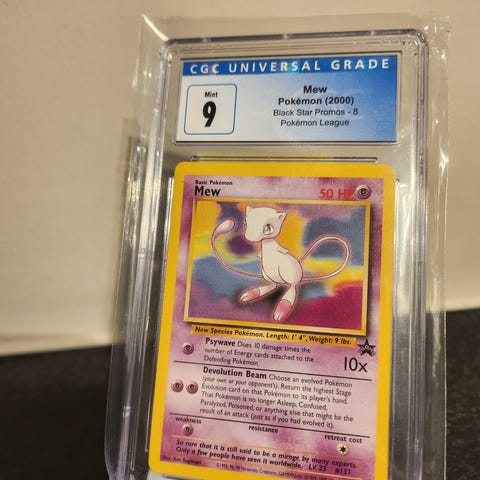 CGC UNIVERSAL GRADE
Mint
9
Mew
Pokémon (2000)
Black Star Promos - 8
Pokémon League
Basic Pokémon
Mew
50 HP
New Species Pokémon. Length: 1' 4", Weight: 9 lbs.
Psywave Does 10 damage times the
number of Energy cards attached to the
Defending Pokémon.
10x
Devolution Beam Choose an evolved Pokémon
(your own or your opponent's). Return the highest Stage
Evolution card on that Pokémon to its player's hand.
That Pokémon is no longer Asleep, Confused,
Paralyzed, Poisoned, or anything else that might be the
result of an attack (just as if you had evolved it).
weakness
resistance
retreat cost
So rare that it is still said to be a mirage by many experts.
Only a few people have seen it worldwide. LV. 23 #151